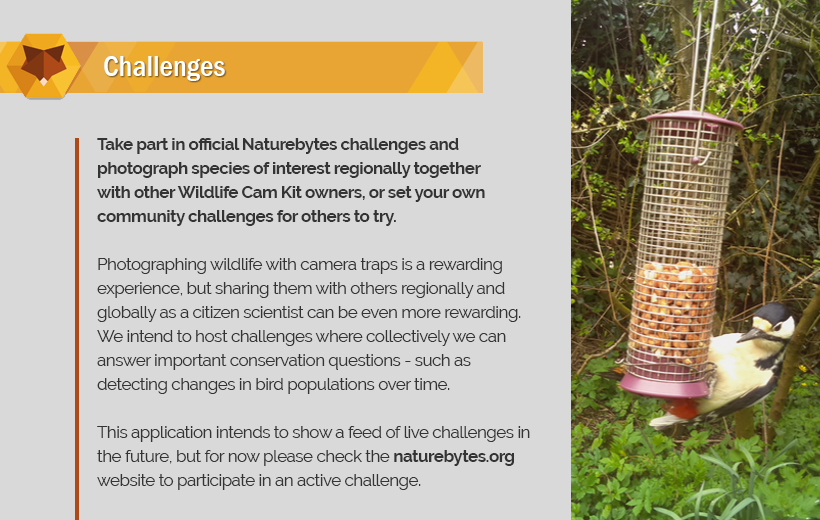 Challenges
Take part in official Naturebytes challenges and
photograph species of interest regionally together
with other Wildlife Cam Kit owners, or set your own
community challenges for others to try.
Photographing wildlife with camera traps is a rewarding
experience, but sharing them with others regionally and
globally as a citizen scientist can be even more rewarding.
We intend to host challenges where collectively we can
answer important conservation questions - such as
detecting changes in bird populations over time.
This application intends to show a feed of live challenges in
the future, but for now please check the naturebytes.org
website to participate in an active challenge.